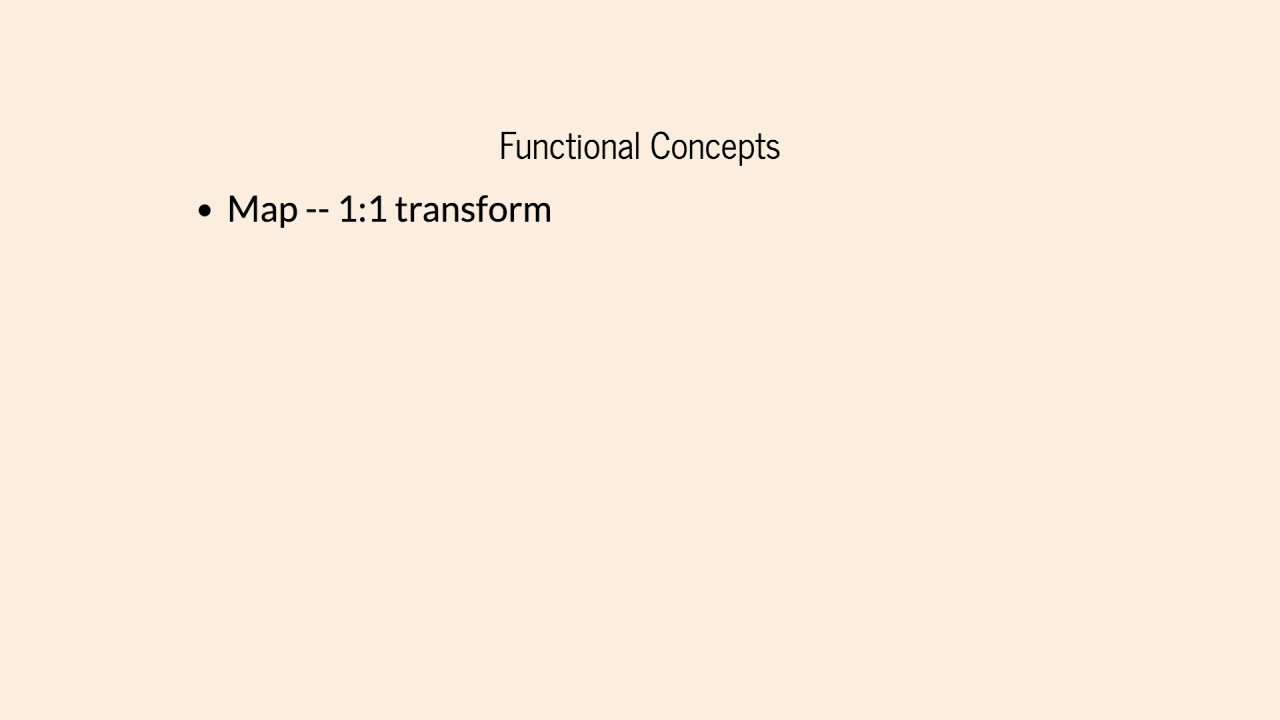 Functional Concepts
• Map -- 1:1 transform